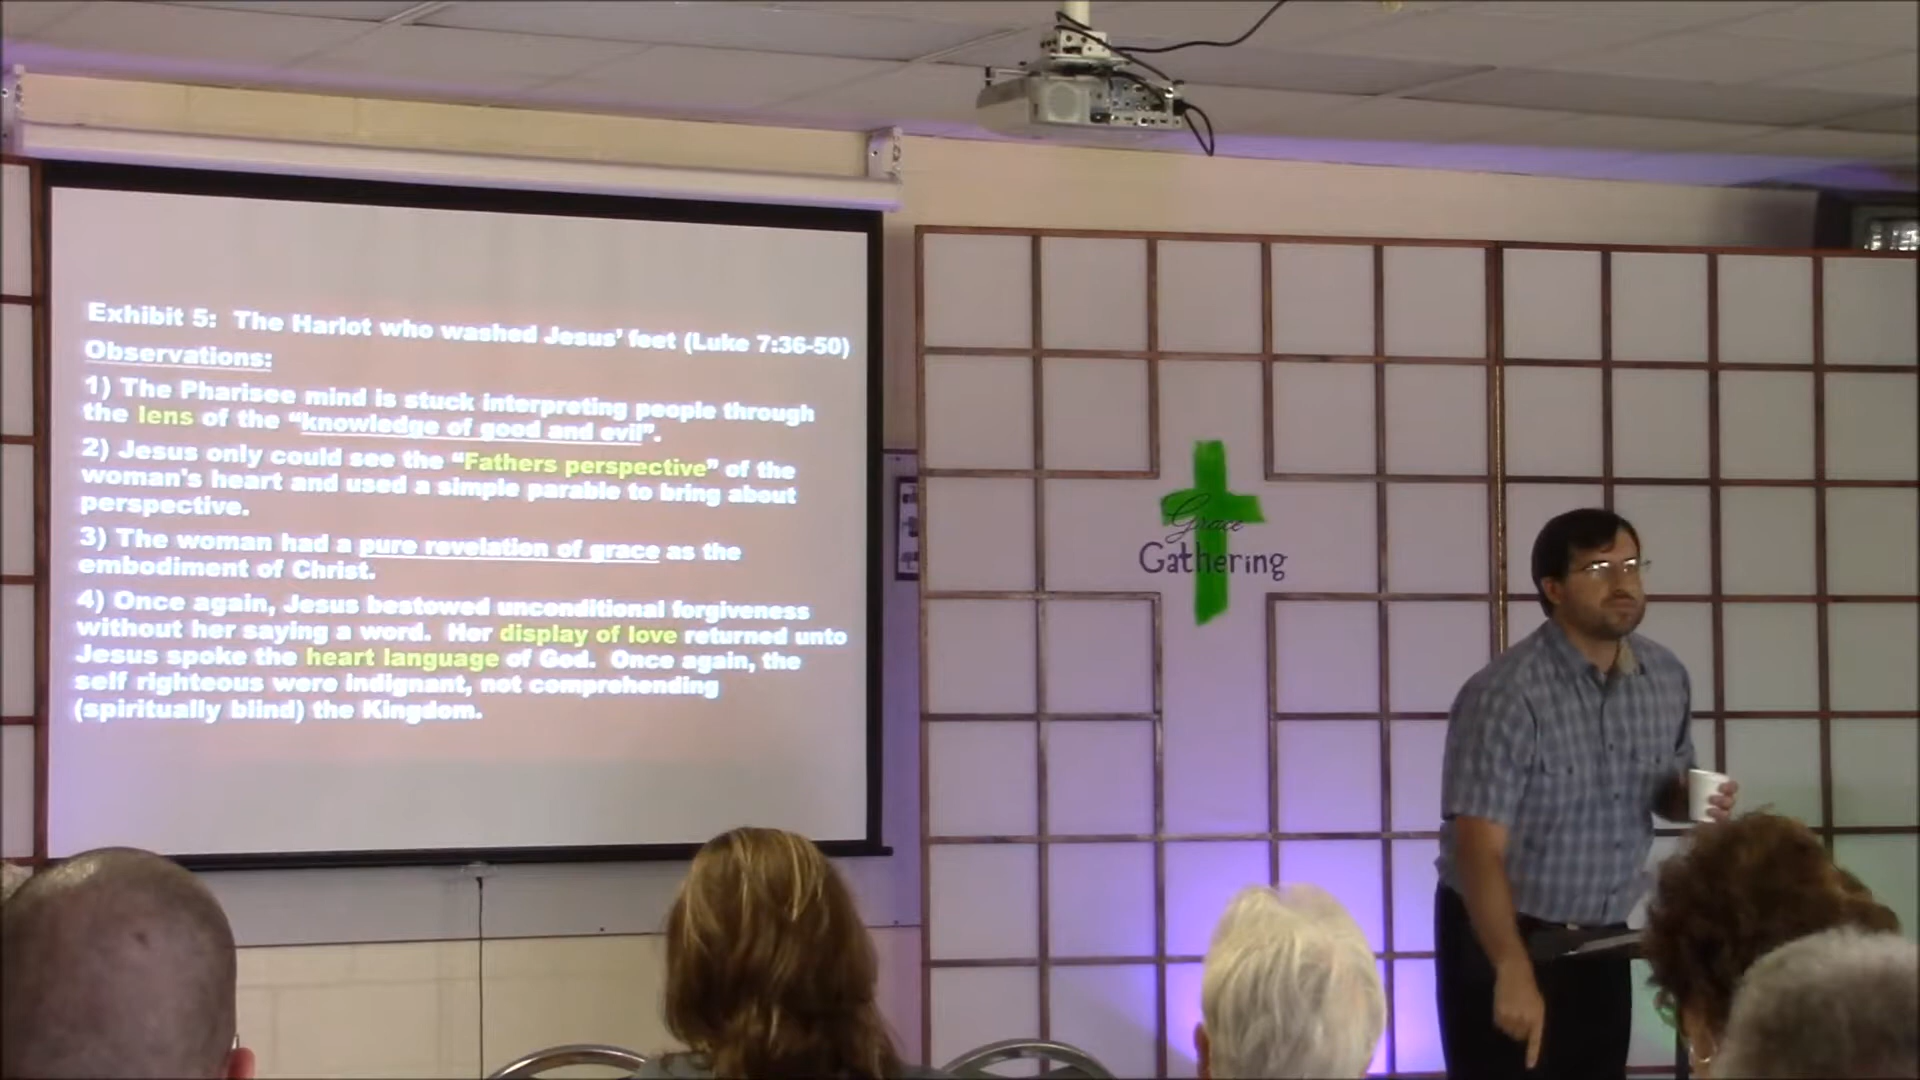 Exhibit 5: The Harlot who washed Jesus' feet (Luke 7:36-50)
Observations:
1) The Pharisee mind is stuck interpreting people through
the lens of the "knowledge of good and evil".
2) Jesus only could see the "Fathers perspective" of the
woman's heart and used a simple parable to bring about
perspective.
3) The woman had a pure revelation of grace as the
embodiment of Christ.
4) Once again, Jesus bestowed unconditional forgiveness
without her saying a word. Her display of love returned unto
Jesus spoke the heart language of God. Once again, the
self righteous were indignant, not comprehending
(spiritually blind) the Kingdom.
Grace
Gathering